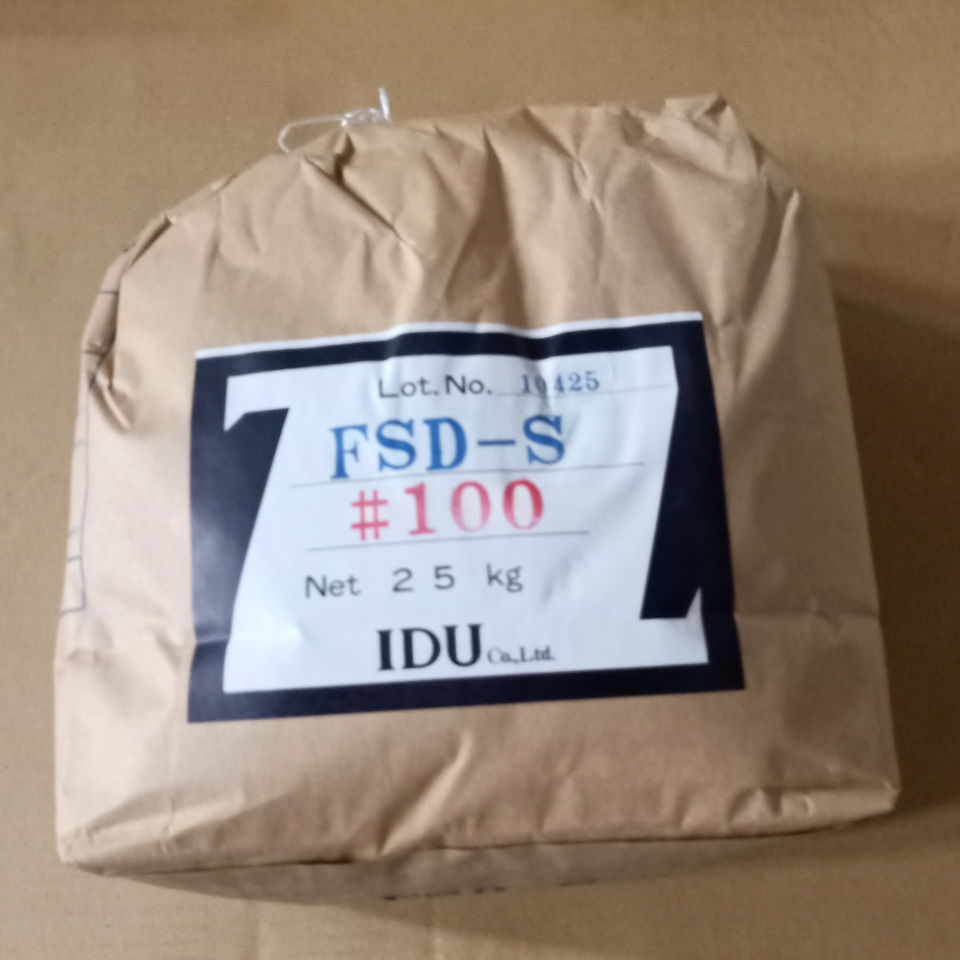 Lot.No. 10425
FSD-S
#100
Net 25 kg
IDU Co.,Ltd.